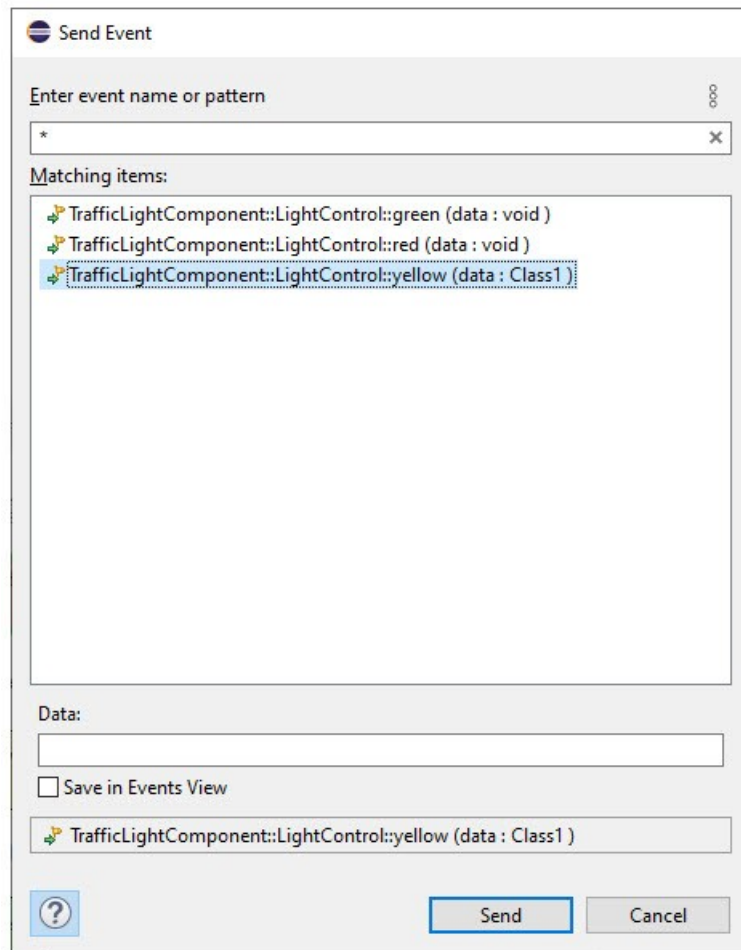 Send Event
Enter event name or pattern
*
Matching items:
TrafficLightComponent::LightControl::green (data : void )
TrafficLightComponent::LightControl::red (data : void )
TrafficLightComponent::LightControl::yellow (data : Class1 )
Data:
Save in Events View
TrafficLightComponent::LightControl::yellow (data : Class1 )
? Send Cancel